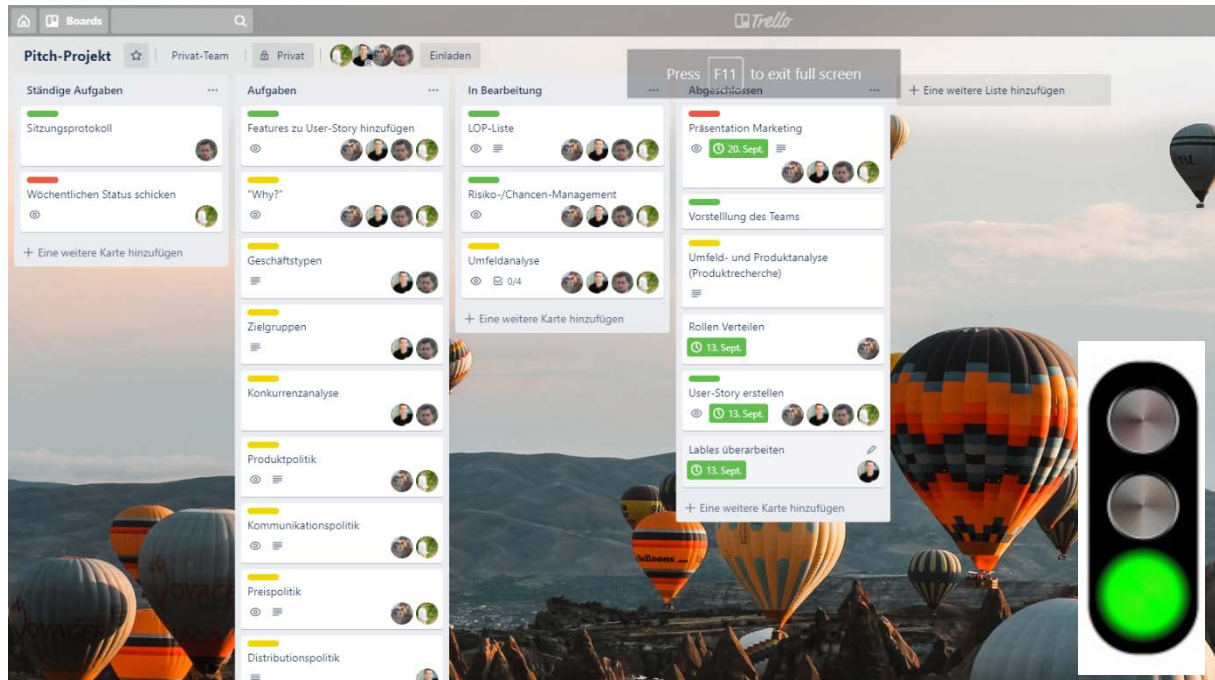 Boards
Trello
Pitch-Projekt
Privat-Team
Privat
Einladen
Press F11 to exit full screen
Ständige Aufgaben
Sitzungsprotokoll
Wöchentlichen Status schicken
+ Eine weitere Karte hinzufügen
Aufgaben
Features zu User-Story hinzufügen
"Why?"
Geschäftstypen
Zielgruppen
Konkurrenzanalyse
Produktpolitik
Kommunikationspolitik
Preispolitik
Distributionspolitik
In Bearbeitung
LOP-Liste
Risiko-/Chancen-Management
Umfeldanalyse
0/4
+ Eine weitere Karte hinzufügen
Abgeschlossen
Präsentation Marketing
20. Sept.
Vorstelllung des Teams
Umfeld- und Produktanalyse
(Produktrecherche)
Rollen Verteilen
13. Sept.
User-Story erstellen
13. Sept.
Lables überarbeiten
13. Sept.
+ Eine weitere Karte hinzufügen
+ Eine weitere Liste hinzufügen